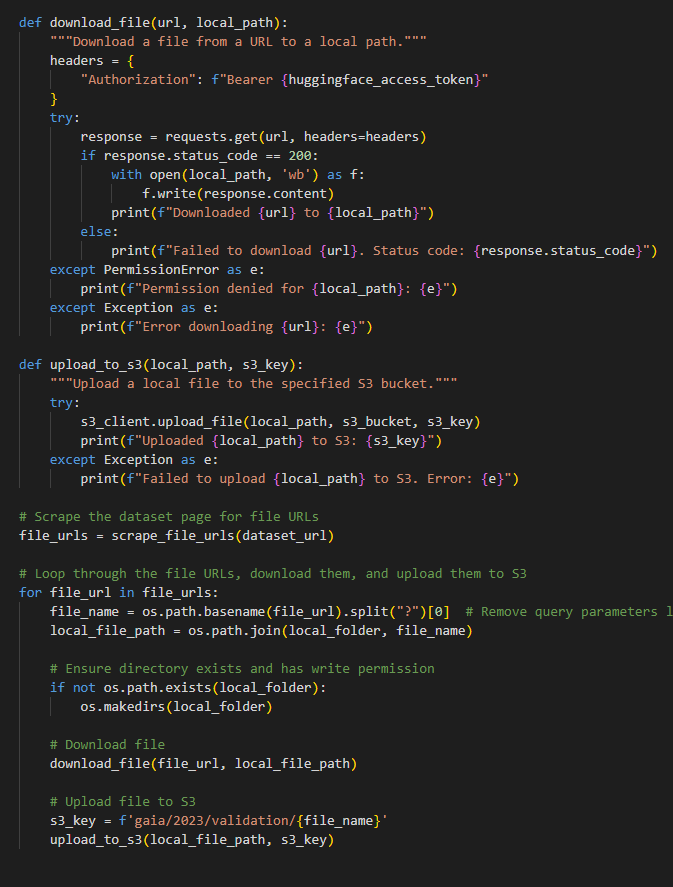 def download_file(url, local_path):
    """Download a file from a URL to a local path."""
    headers = {
        "Authorization": f"Bearer {huggingface_access_token}"
    }
    try:
        response = requests.get(url, headers=headers)
        if response.status_code == 200:
            with open(local_path, 'wb') as f:
                f.write(response.content)
            print(f"Downloaded {url} to {local_path}")
        else:
            print(f"Failed to download {url}. Status code: {response.status_code}")
    except PermissionError as e:
        print(f"Permission denied for {local_path}: {e}")
    except Exception as e:
        print(f"Error downloading {url}: {e}")

def upload_to_s3(local_path, s3_key):
    """Upload a local file to the specified S3 bucket."""
    try:
        s3_client.upload_file(local_path, s3_bucket, s3_key)
        print(f"Uploaded {local_path} to S3: {s3_key}")
    except Exception as e:
        print(f"Failed to upload {local_path} to S3. Error: {e}")

# Scrape the dataset page for file URLs
file_urls = scrape_file_urls(dataset_url)

# Loop through the file URLs, download them, and upload them to S3
for file_url in file_urls:
    file_name = os.path.basename(file_url).split("?")[0]  # Remove query parameters
    local_file_path = os.path.join(local_folder, file_name)

    # Ensure directory exists and has write permission
    if not os.path.exists(local_folder):
        os.makedirs(local_folder)

    # Download file
    download_file(file_url, local_file_path)

    # Upload file to S3
    s3_key = f'gaia/2023/validation/{file_name}'
    upload_to_s3(local_file_path, s3_key)